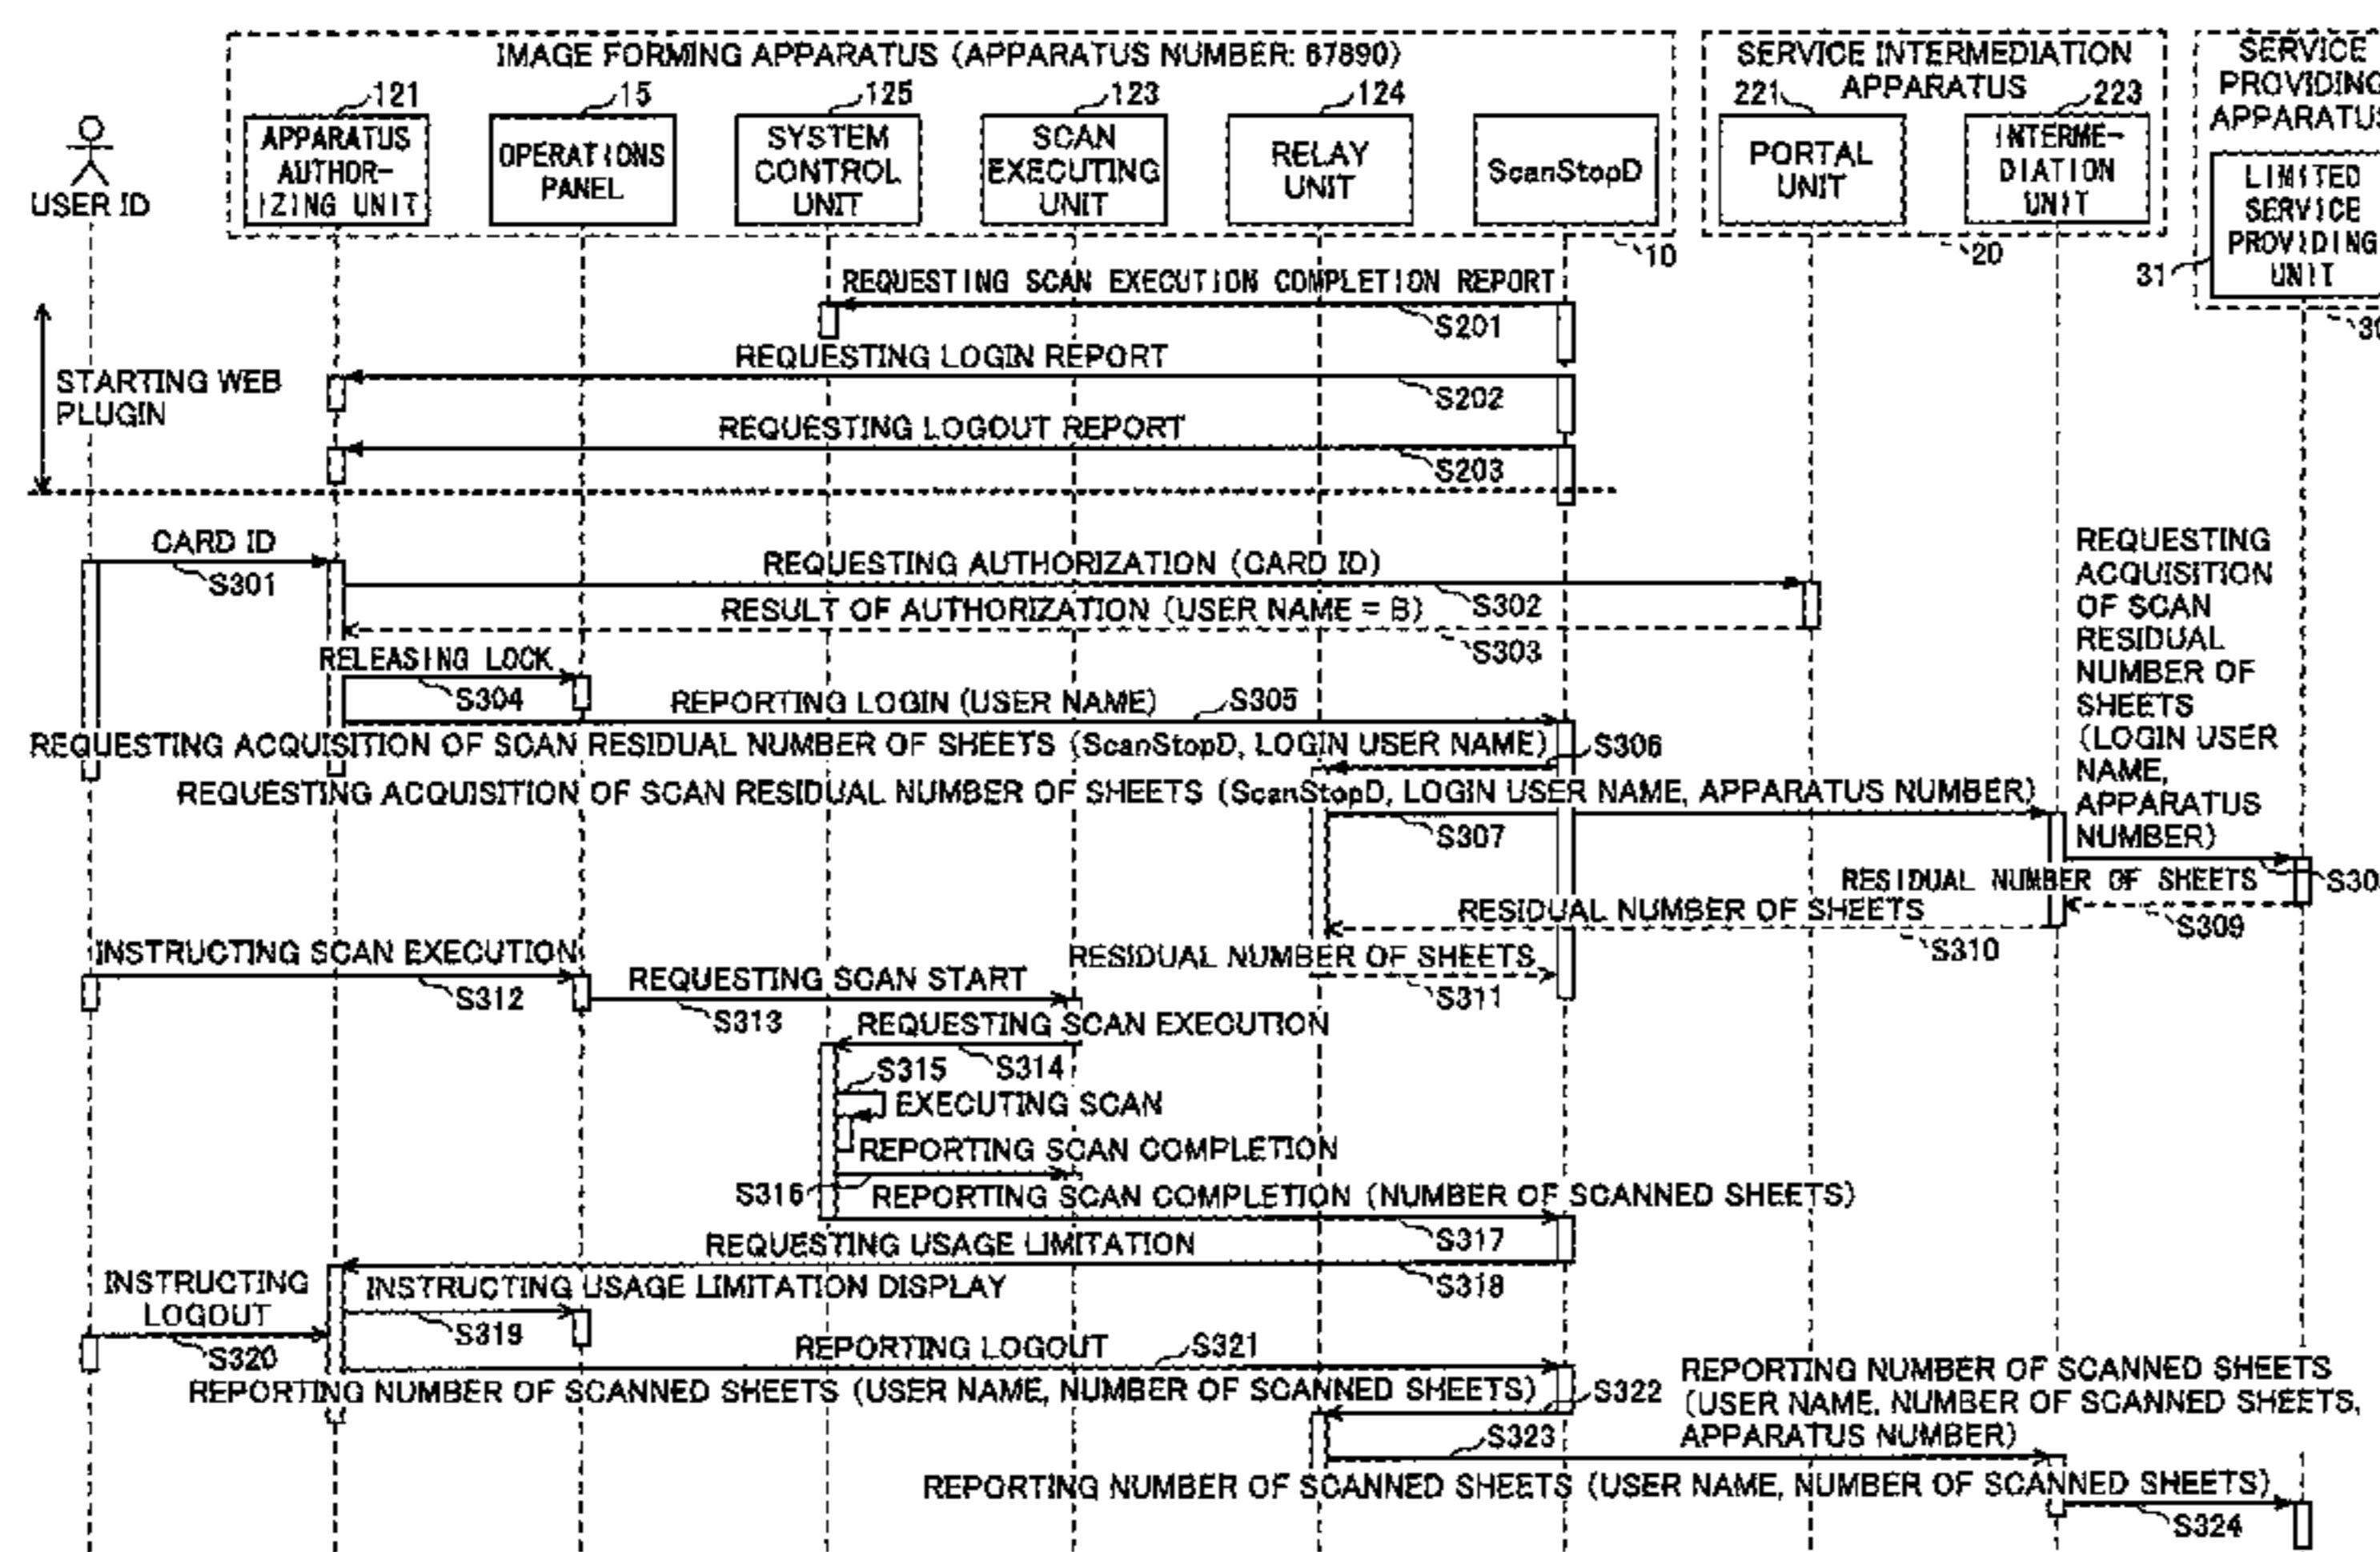 IMAGE FORMING APPARATUS (APPARATUS NUMBER: 67890)
SERVICE INTERMEDIATION
APPARATUS
SERVICE
PROVIDING
APPARATUS
121
15
125
123
124
221
223
USER ID
APPARATUS
AUTHOR-
IZING UNIT
OPERATIONS
PANEL
SYSTEM
CONTROL
UNIT
SCAN
EXECUTING
UNIT
RELAY
UNIT
ScanStopD
PORTAL
UNIT
INTERME-
DIATION
UNIT
LIMITED
SERVICE
PROVIDING
UNIT
10
20
31
30
REQUESTING SCAN EXECUTION COMPLETION REPORT
S201
STARTING WEB
PLUGIN
REQUESTING LOGIN REPORT
S202
REQUESTING LOGOUT REPORT
S203
CARD ID
S301
REQUESTING AUTHORIZATION (CARD ID)
S302
RESULT OF AUTHORIZATION (USER NAME = B)
S303
RELEASING LOCK
S304
REPORTING LOGIN (USER NAME)
S305
REQUESTING ACQUISITION OF SCAN RESIDUAL NUMBER OF SHEETS (ScanStopD, LOGIN USER NAME)
S306
REQUESTING ACQUISITION OF SCAN RESIDUAL NUMBER OF SHEETS (ScanStopD, LOGIN USER NAME, APPARATUS NUMBER)
S307
REQUESTING
ACQUISITION
OF SCAN
RESIDUAL
NUMBER OF
SHEETS
(LOGIN USER
NAME,
APPARATUS
NUMBER)
S30
RESIDUAL NUMBER OF SHEETS
S309
RESIDUAL NUMBER OF SHEETS
S310
RESIDUAL NUMBER OF SHEETS
S311
INSTRUCTING SCAN EXECUTION
S312
REQUESTING SCAN START
S313
REQUESTING SCAN EXECUTION
S314
S315
EXECUTING SCAN
REPORTING SCAN COMPLETION
S316
REPORTING SCAN COMPLETION (NUMBER OF SCANNED SHEETS)
S317
REQUESTING USAGE LIMITATION
S318
INSTRUCTING USAGE LIMITATION DISPLAY
S319
INSTRUCTING
LOGOUT
S320
REPORTING LOGOUT
S321
REPORTING NUMBER OF SCANNED SHEETS (USER NAME, NUMBER OF SCANNED SHEETS)
S322
REPORTING NUMBER OF SCANNED SHEETS
(USER NAME, NUMBER OF SCANNED SHEETS,
APPARATUS NUMBER)
S323
REPORTING NUMBER OF SCANNED SHEETS (USER NAME, NUMBER OF SCANNED SHEETS)
S324